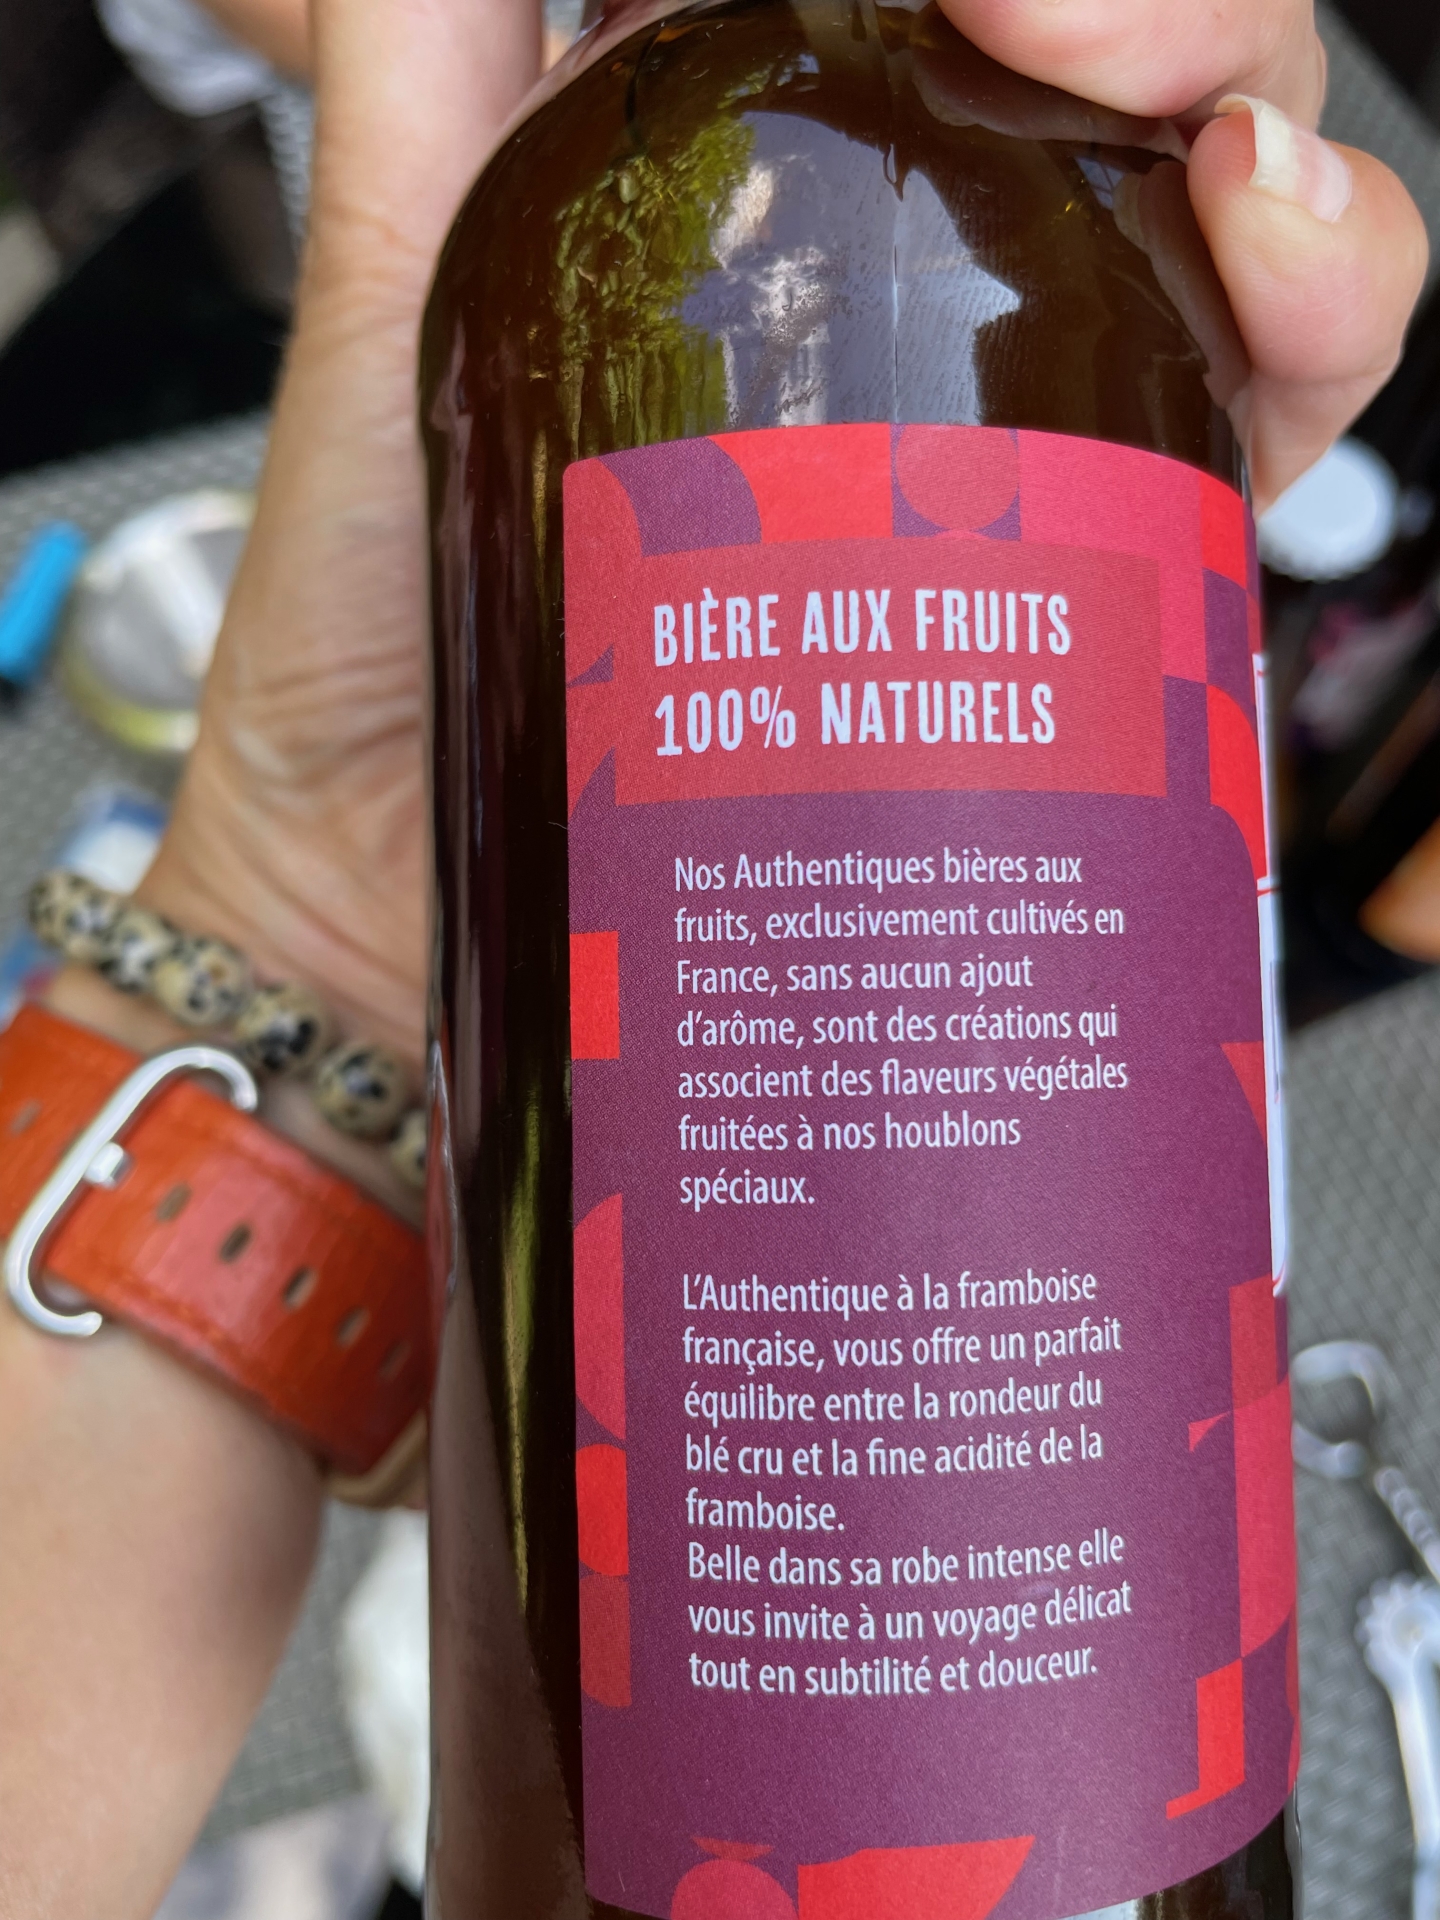 BIÈRE AUX FRUITS
100% NATURELS
Nos Authentiques bières aux
fruits, exclusivement cultivés en
France, sans aucun ajout
d’arôme, sont des créations qui
associent des flaveurs végétales
fruitées à nos houblons
spéciaux.
L’Authentique à la framboise
française, vous offre un parfait
équilibre entre la rondeur du
blé cru et la fine acidité de la
framboise.
Belle dans sa robe intense elle
vous invite à un voyage délicat
tout en subtilité et douceur.